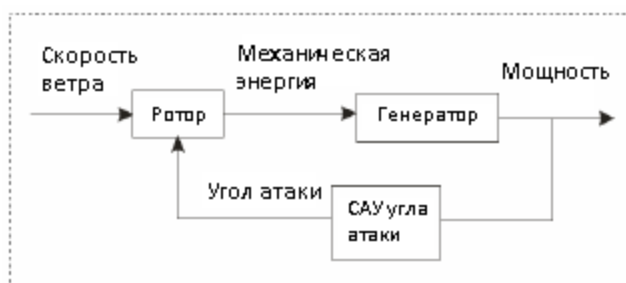 Скорость
ветра
Механическая
энергия
Мощность
Ротор
Генератор
Угол атаки
САУ угла
атаки